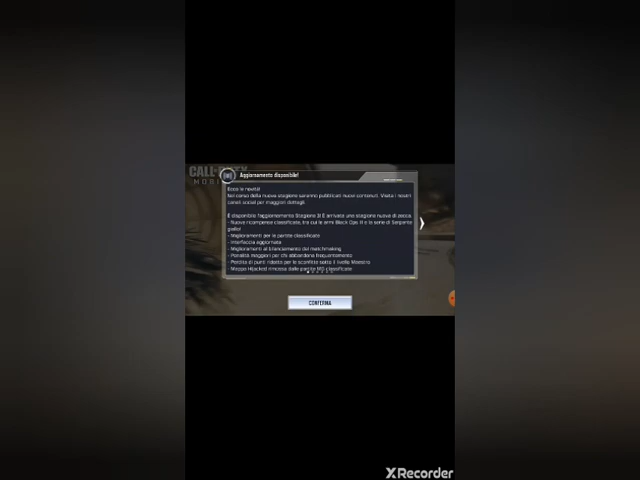 CALL OF DUTY
MOBILE
Aggiornamento disponibile!
Ecco le novità!
Nel corso della nuova stagione saranno pubblicati nuovi contenuti. Visita i nostri
canali social per maggiori dettagli.
È disponibile l'aggiornamento Stagione 3! È arrivata una stagione nuova di zecca.
- Nuove ricompense classificate, tra cui le armi Black Ops III e la serie di Serpente
giallo!
- Miglioramenti per le partite classificate
- Interfaccia aggiornata
- Miglioramenti al bilanciamento del matchmaking
- Penalità maggiori per chi abbandona frequentemente
- Perdita di punti ridotta per le sconfitte sotto il livello Maestro
- Mappa Hijacked rimossa dalle partite MG classificate
CONFERMA
XRecorder